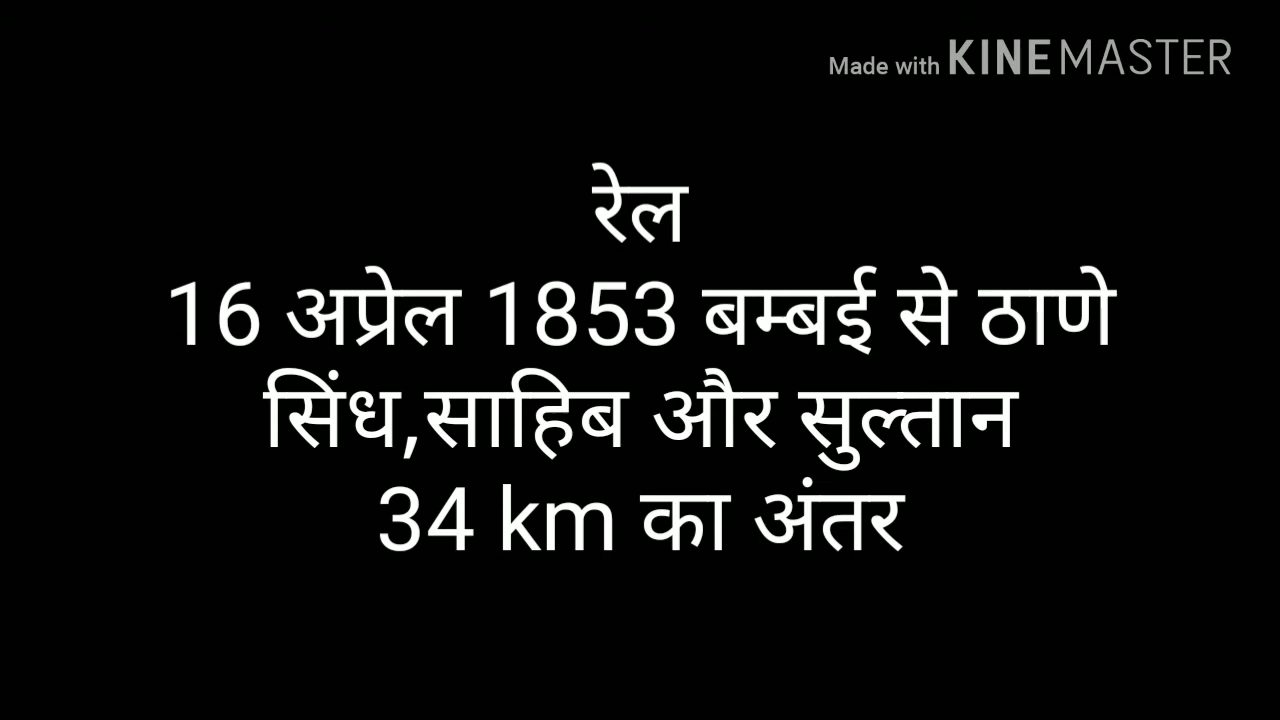 Made with KINEMASTER
रेल
16 अप्रेल 1853 बम्बई से ठाणे
सिंध,साहिब और सुल्तान
34 km का अंतर